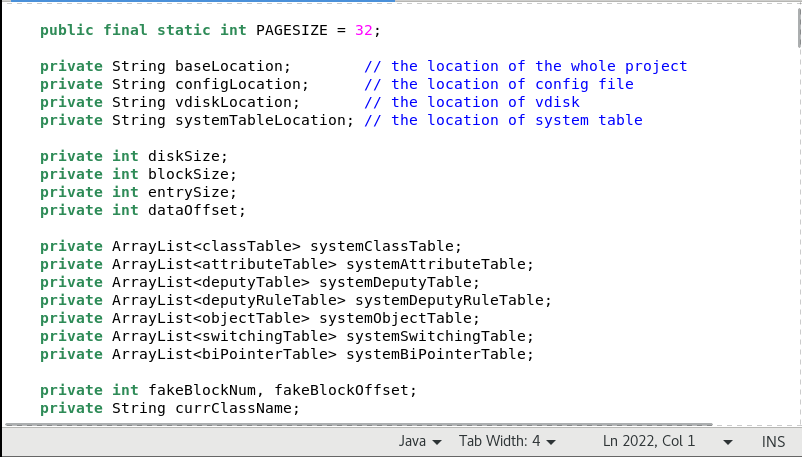 public final static int PAGESIZE = 32;
private String baseLocation;        // the location of the whole project
private String configLocation;      // the location of config file
private String vdiskLocation;       // the location of vdisk
private String systemTableLocation; // the location of system table
private int diskSize;
private int blockSize;
private int entrySize;
private int dataOffset;
private ArrayList<classTable> systemClassTable;
private ArrayList<attributeTable> systemAttributeTable;
private ArrayList<deputyTable> systemDeputyTable;
private ArrayList<deputyRuleTable> systemDeputyRuleTable;
private ArrayList<objectTable> systemObjectTable;
private ArrayList<switchingTable> systemSwitchingTable;
private ArrayList<biPointerTable> systemBiPointerTable;
private int fakeBlockNum, fakeBlockOffset;
private String currClassName;
Java Tab Width: 4 Ln 2022, Col 1 INS